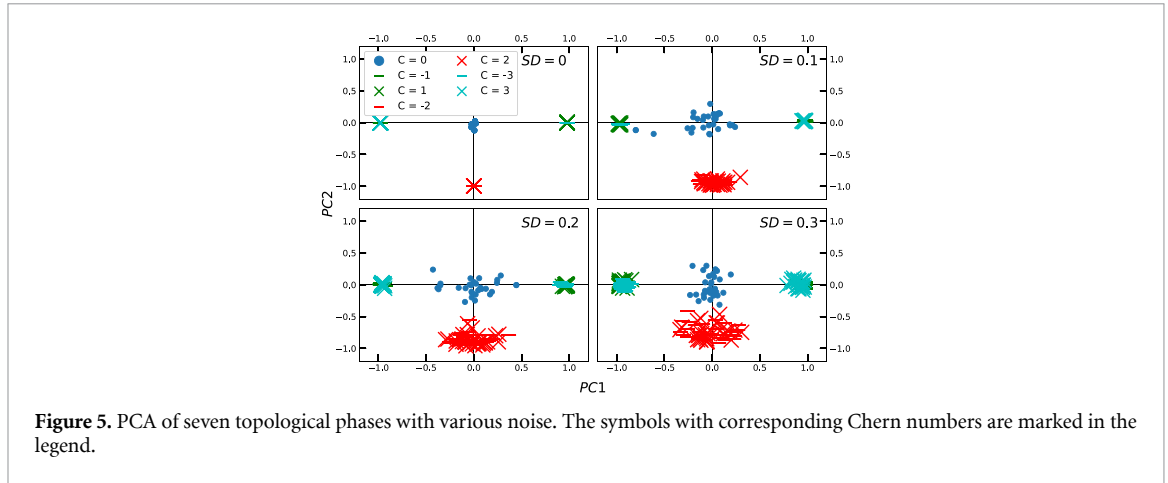 −1.0 −0.5 0.0 0.5 1.0 −1.0 −0.5 0.0 0.5 1.0
C = 0 C = 2 SD = 0 SD = 0.1
C = -1 C = -3
C = 1 C = 3
C = -2
1.0 1.0
0.5 0.5
0.0 0.0
−0.5 −0.5
−1.0 −1.0
PC2
SD = 0.2 SD = 0.3
1.0 1.0
0.5 0.5
0.0 0.0
−0.5 −0.5
−1.0 −1.0
−1.0 −0.5 0.0 0.5 1.0 −1.0 −0.5 0.0 0.5 1.0
PC1
Figure 5. PCA of seven topological phases with various noise. The symbols with corresponding Chern numbers are marked in the
legend.